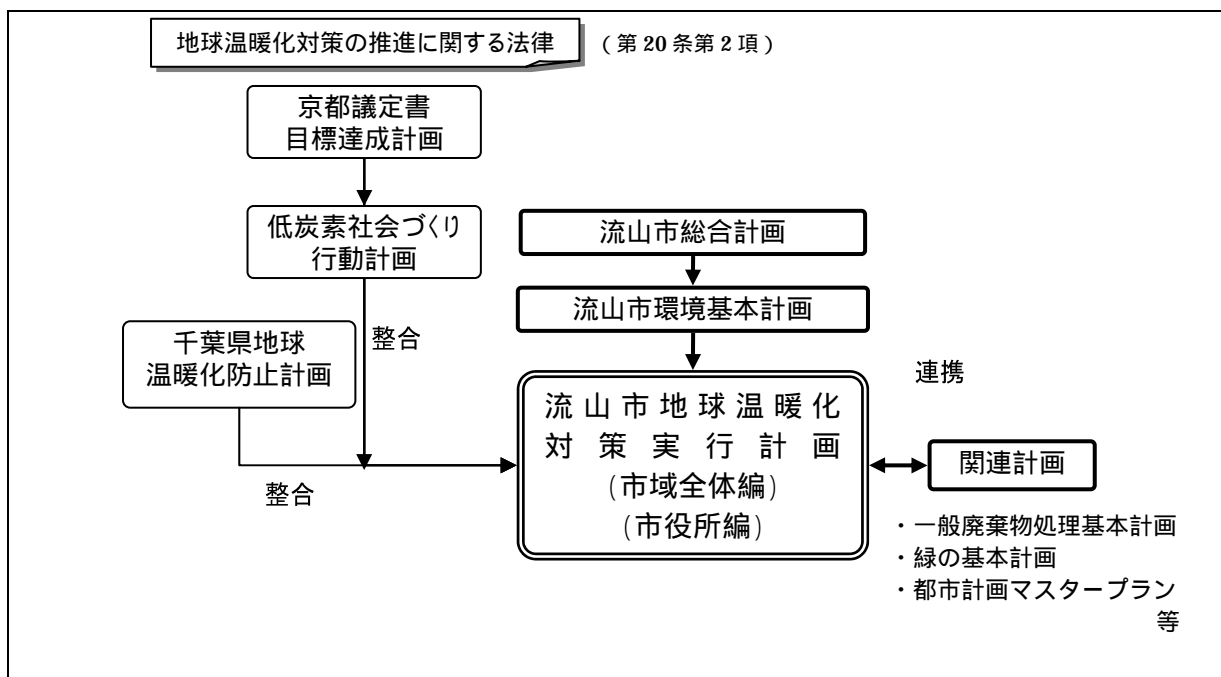 地球温暖化対策の推進に関する法律 (第20条第2項)
京都議定書
目標達成計画
低炭素社会づくり
行動計画
流山市総合計画
流山市環境基本計画
千葉県地球
温暖化防止計画
整合
整合
連携
流山市地球温暖化
対策実行計画
(市域全体編)
(市役所編)
関連計画
・一般廃棄物処理基本計画
・緑の基本計画
・都市計画マスタープラン
等